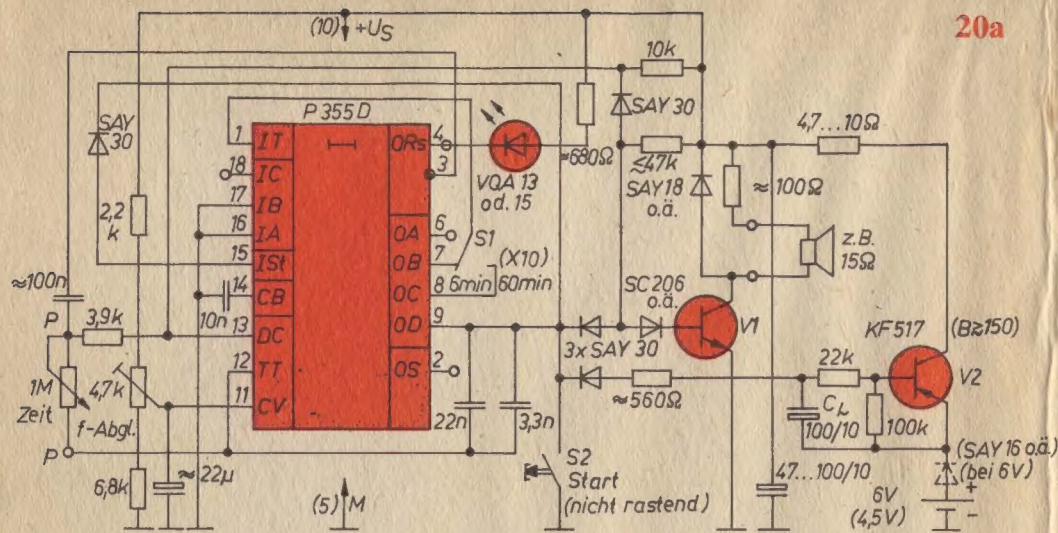 20a
(10) +US
10k
P355D
SAY 30
SAY 30
4,7...10Ω
1 IT
18 IC
17 IB
16 IA
15 ISt
14 CB
13 DC
12 TT
11 CV
ORs 4
3
OA 6
OB 7
OC 8
OD 9
OS 2
VQA 13
od. 15
≈680Ω
≤47k
SAY 18
o.ä.
≈100Ω
z.B.
15Ω
2,2
k
S1
(X10)
6min
60min
SC 206
o.ä.
≈100n
10n
P
3,9k
3x SAY 30
V1
KF517
(B≥150)
22k
V2
1M
Zeit
4,7k
f-Abgl.
≈560Ω
22n
3,3n
CL
100/10
100k
P
S2
Start
(nicht rastend)
(SAY 16 o.ä.)
(bei 6V)
≈22μ
6,8k
(5) M
47...100/10
6V
(4,5V)
+
-